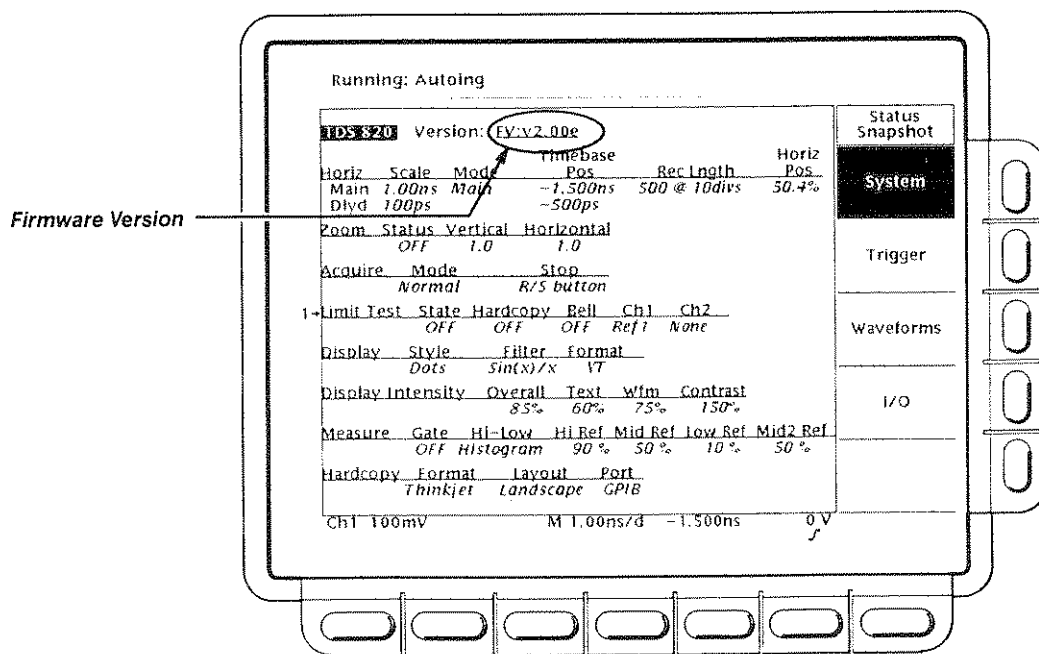 Running: Autoing
TDS 820 Version: FV:v2.00e
Timebase Horiz
Horiz Scale Mode Pos Rec Lngth Pos
Main 1.00ns Main -1.500ns 500 @ 10divs 50.4%
Dlyd 100ps -500ps
Zoom Status Vertical Horizontal
OFF 1.0 1.0
Acquire Mode Stop
Normal R/S button
1→Limit Test State Hardcopy Bell Ch1 Ch2
OFF OFF OFF Ref1 None
Display Style Filter Format
Dots Sin(x)/x YT
Display Intensity Overall Text Wfm Contrast
85% 60% 75% 150%
Measure Gate Hi-Low Hi Ref Mid Ref Low Ref Mid2 Ref
OFF Histogram 90 % 50 % 10 % 50 %
Hardcopy Format Layout Port
Thinkjet Landscape GPIB
Ch1 100mV M 1.00ns/d -1.500ns 0 V
Status
Snapshot
System
Trigger
Waveforms
I/O
Firmware Version